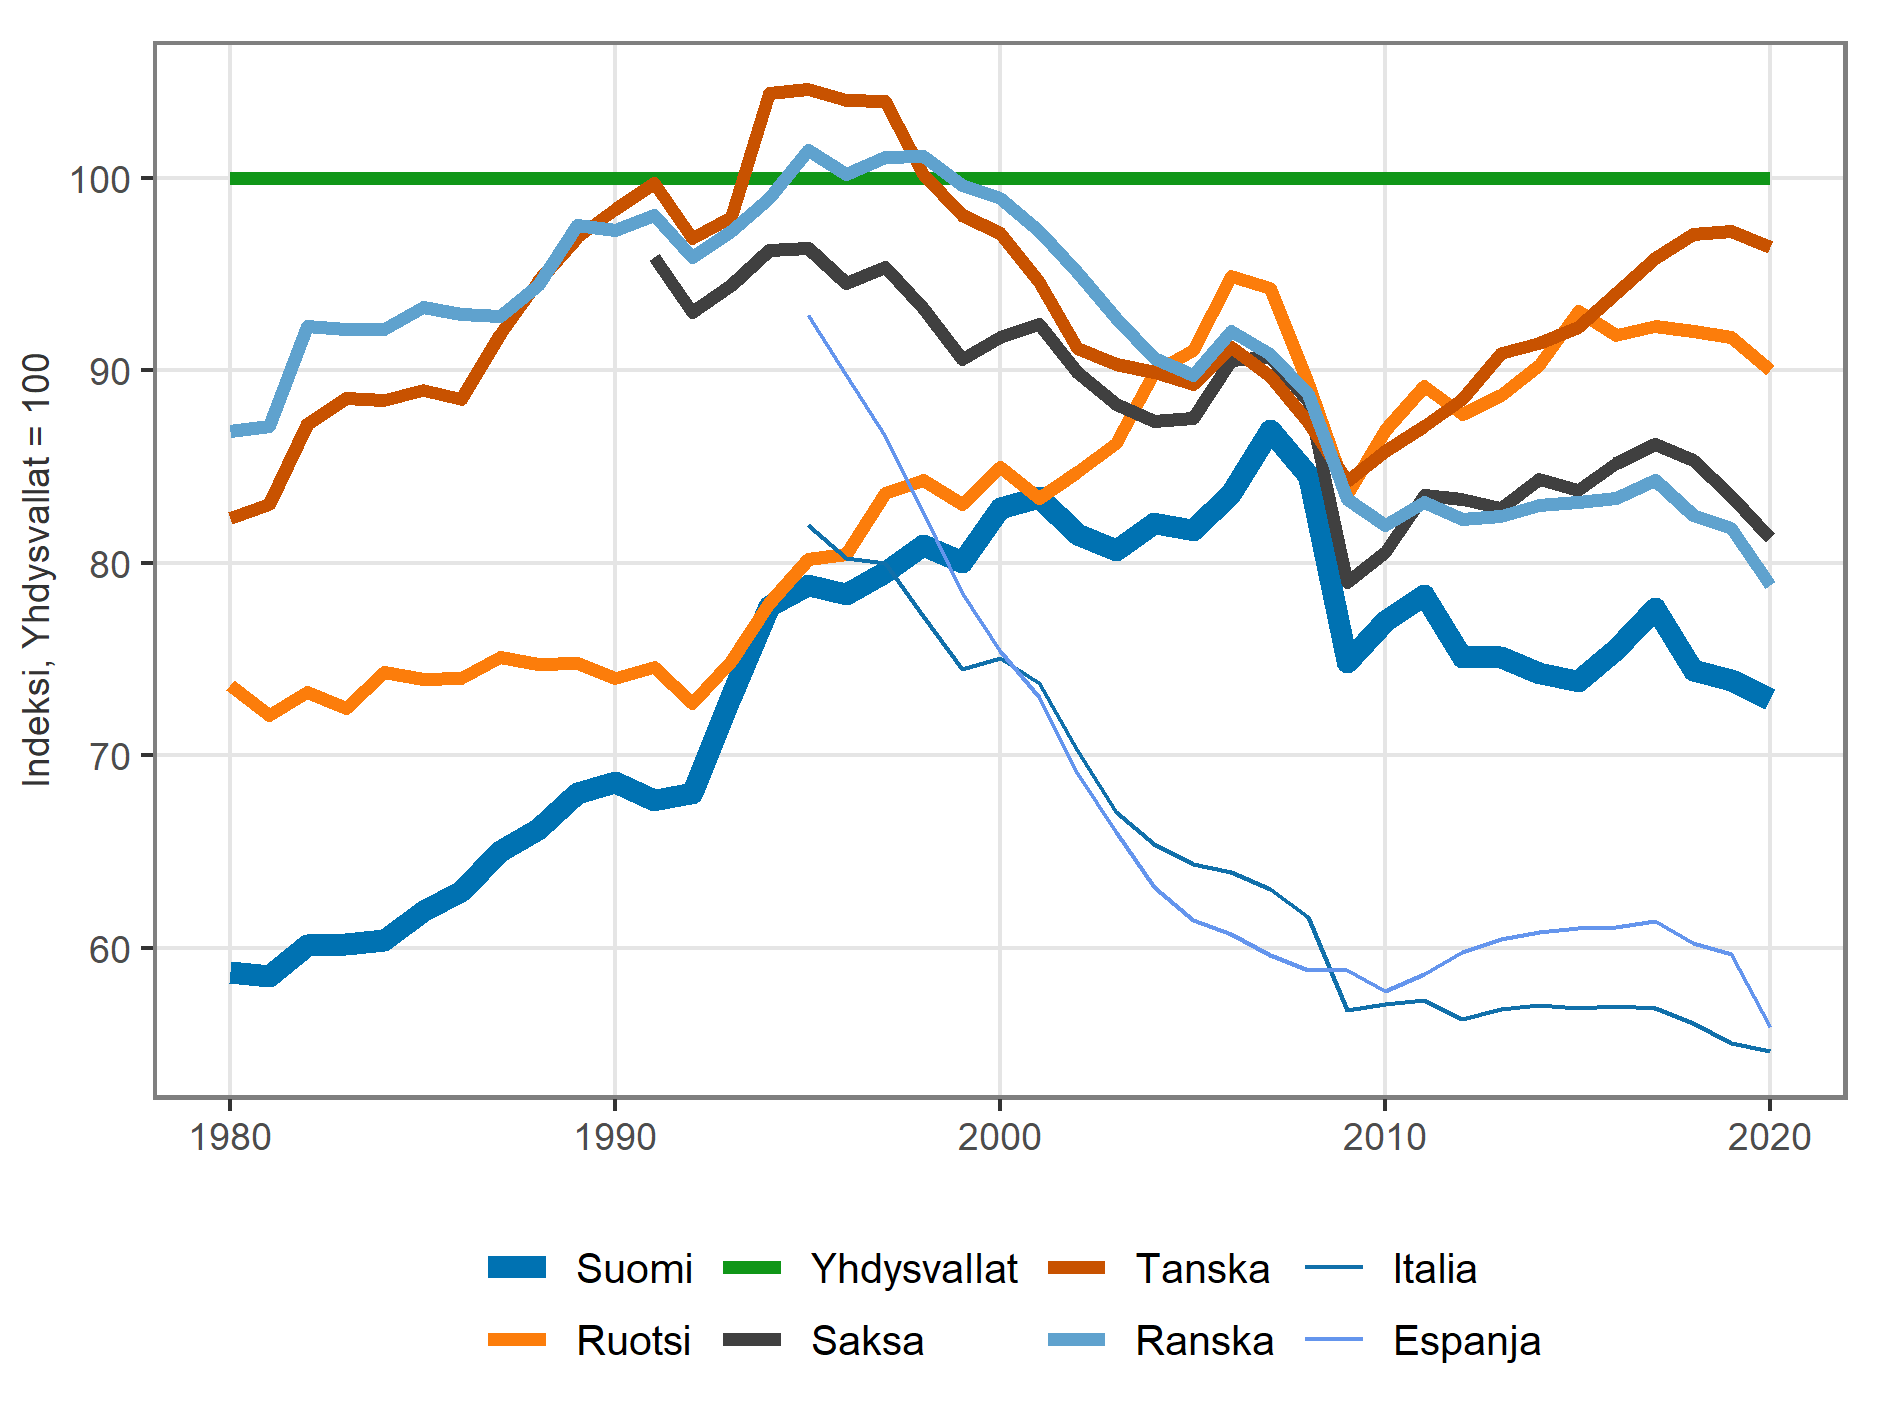 Indeksi, Yhdysvallat = 100
100
90
80
70
60
1980 1990 2000 2010 2020
Suomi Yhdysvallat Tanska Italia
Ruotsi Saksa Ranska Espanja